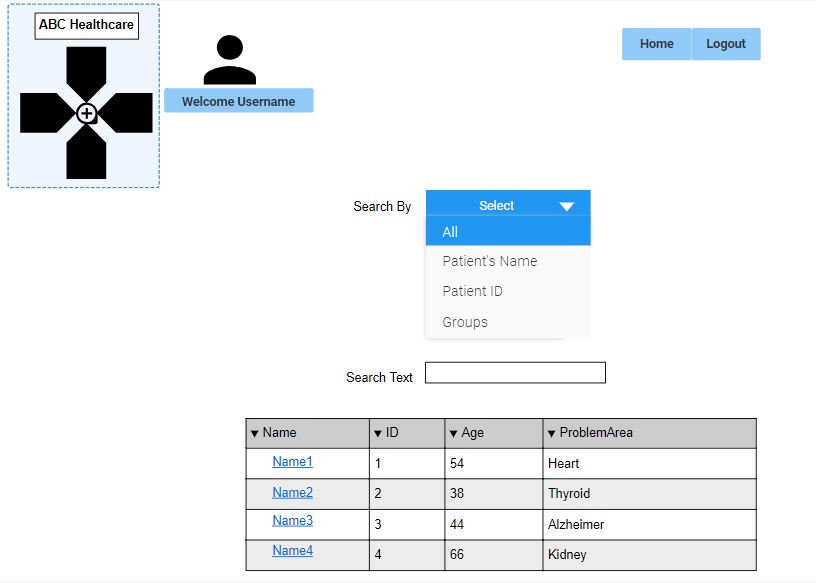 ABC Healthcare
Welcome Username
Home Logout
Search By
Select
All
Patient's Name
Patient ID
Groups
Search Text
Name ID Age ProblemArea
Name1 1 54 Heart
Name2 2 38 Thyroid
Name3 3 44 Alzheimer
Name4 4 66 Kidney